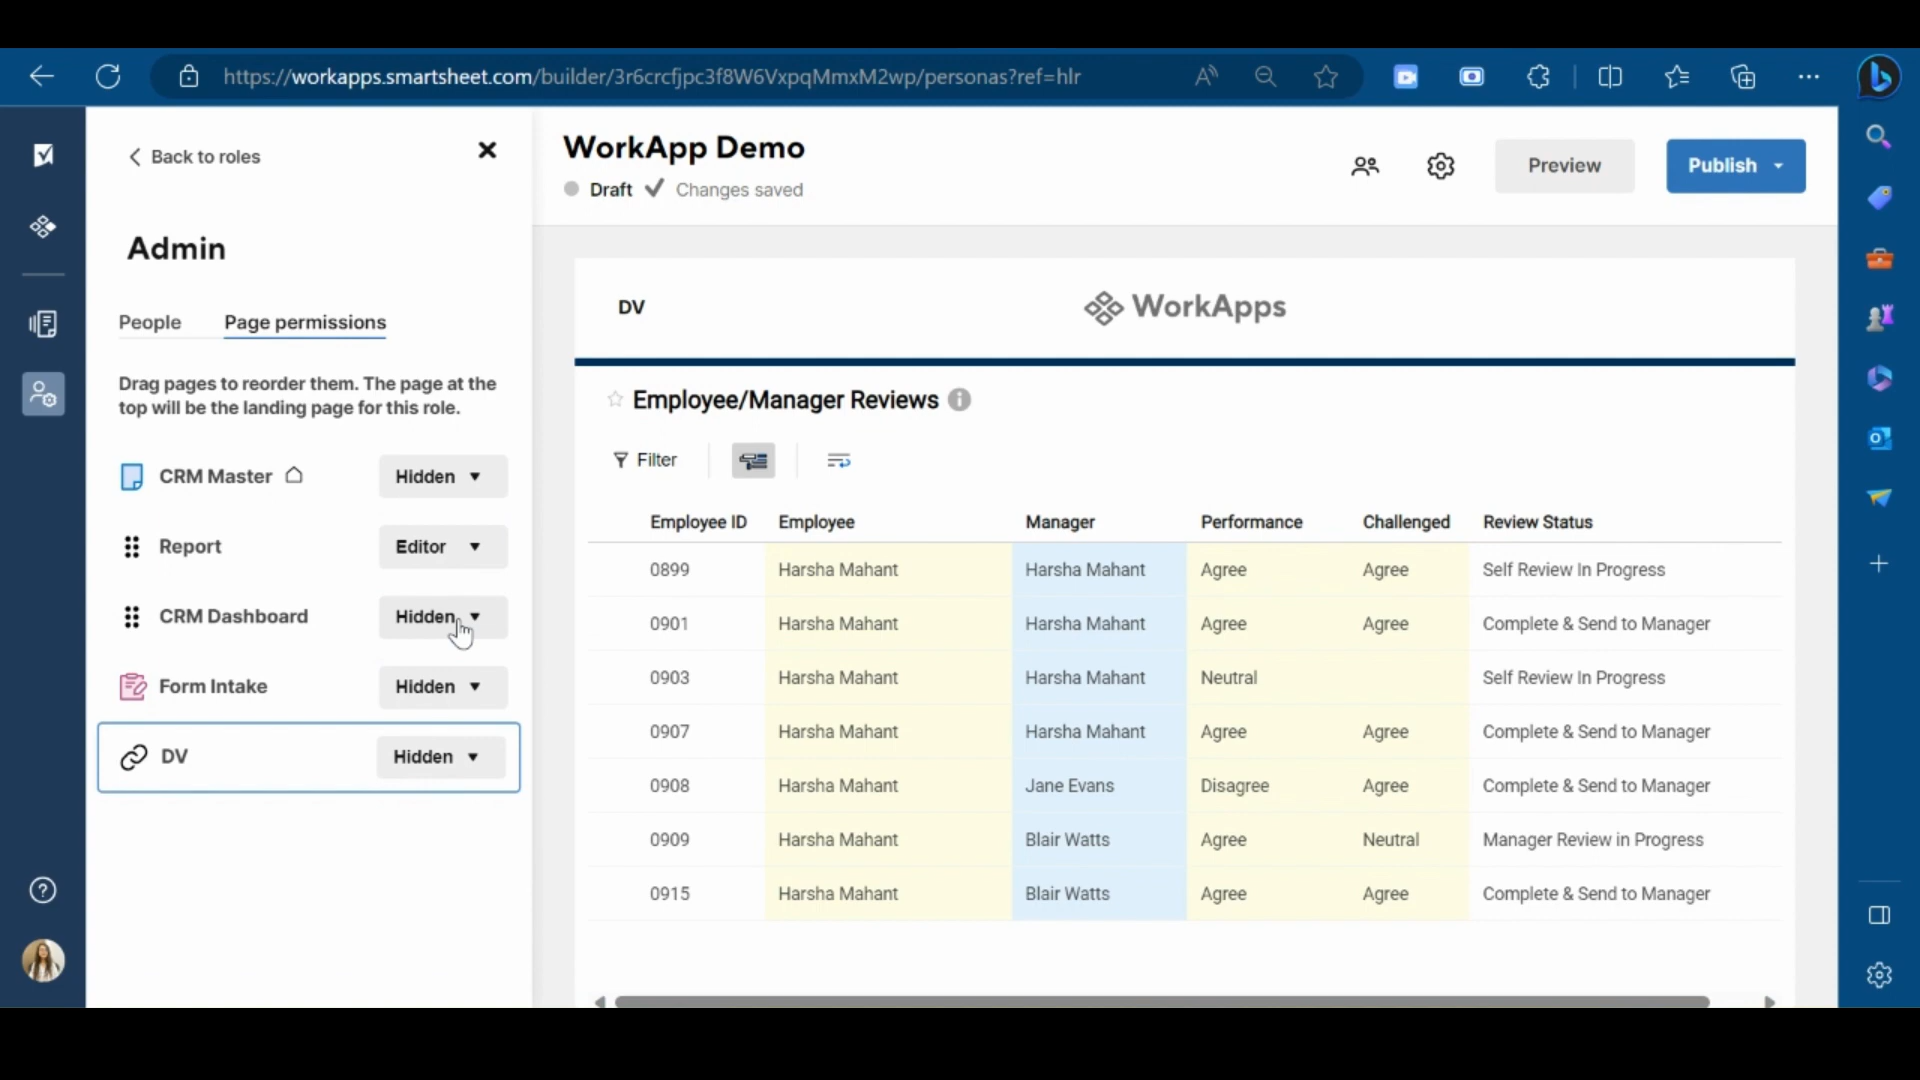 https://workapps.smartsheet.com/builder/3r6crcfjpc3f8W6VxpqMmxM2wp/personas?ref=hlr
Back to roles
Admin
People Page permissions
Drag pages to reorder them. The page at the
top will be the landing page for this role.
CRM Master Hidden
Report Editor
CRM Dashboard Hidden
Form Intake Hidden
DV Hidden
WorkApp Demo
Draft Changes saved
Preview
Publish
DV
WorkApps
Employee/Manager Reviews
Filter
Employee ID Employee Manager Performance Challenged Review Status
0899 Harsha Mahant Harsha Mahant Agree Agree Self Review In Progress
0901 Harsha Mahant Harsha Mahant Agree Agree Complete & Send to Manager
0903 Harsha Mahant Harsha Mahant Neutral Self Review In Progress
0907 Harsha Mahant Harsha Mahant Agree Agree Complete & Send to Manager
0908 Harsha Mahant Jane Evans Disagree Agree Complete & Send to Manager
0909 Harsha Mahant Blair Watts Agree Neutral Manager Review in Progress
0915 Harsha Mahant Blair Watts Agree Agree Complete & Send to Manager